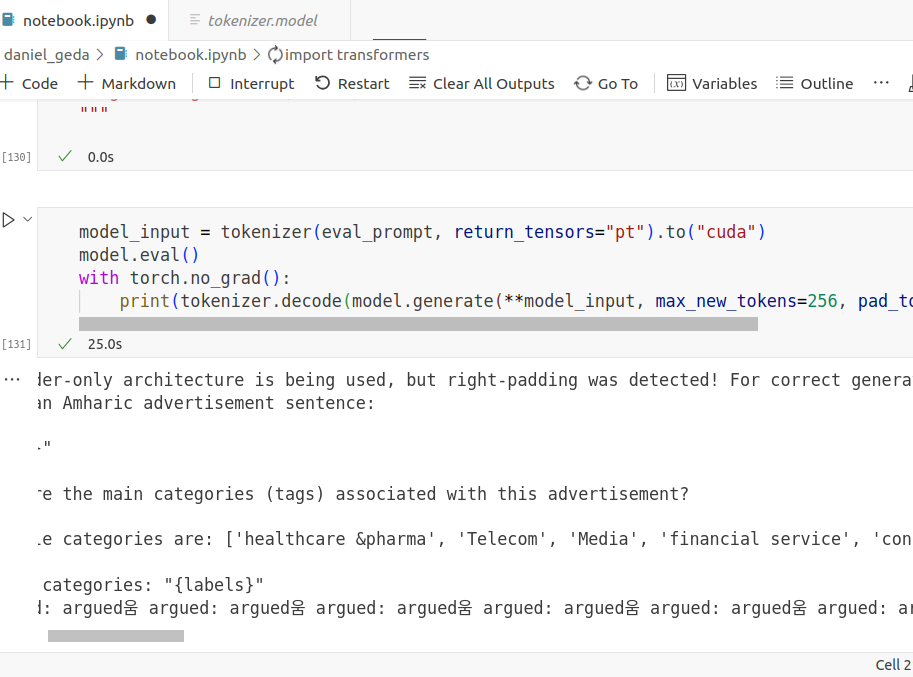 notebook.ipynb ● tokenizer.model
daniel_geda > notebook.ipynb > import transformers
+ Code + Markdown Interrupt Restart Clear All Outputs Go To Variables Outline ...
"""
[130] ✓ 0.0s
model_input = tokenizer(eval_prompt, return_tensors="pt").to("cuda")
model.eval()
with torch.no_grad():
print(tokenizer.decode(model.generate(**model_input, max_new_tokens=256, pad_to
[131] ✓ 25.0s
der-only architecture is being used, but right-padding was detected! For correct genera
an Amharic advertisement sentence:
"
re the main categories (tags) associated with this advertisement?
le categories are: ['healthcare &pharma', 'Telecom', 'Media', 'financial service', 'con
categories: "{labels}"
d: argued움 argued: argued움 argued: argued움 argued: argued움 argued: argued움 argued: ar
Cell 2